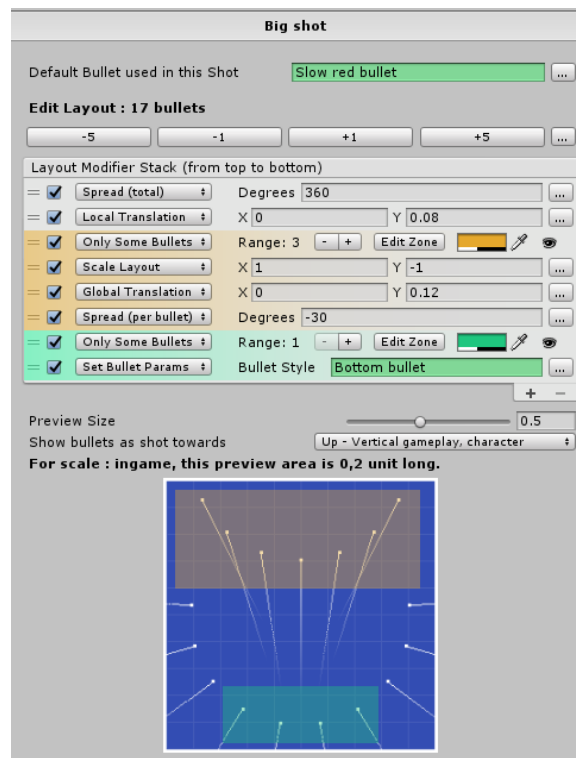 Big shot
Default Bullet used in this Shot Slow red bullet ...
Edit Layout : 17 bullets
-5 -1 +1 +5 ...
Layout Modifier Stack (from top to bottom)
Spread (total) Degrees 360 ...
Local Translation X 0 Y 0.08 ...
Only Some Bullets Range: 3 - + Edit Zone
Scale Layout X 1 Y -1 ...
Global Translation X 0 Y 0.12 ...
Spread (per bullet) Degrees -30 ...
Only Some Bullets Range: 1 - + Edit Zone
Set Bullet Params Bullet Style Bottom bullet ...
+ -
Preview Size 0.5
Show bullets as shot towards Up - Vertical gameplay, character
For scale : ingame, this preview area is 0,2 unit long.